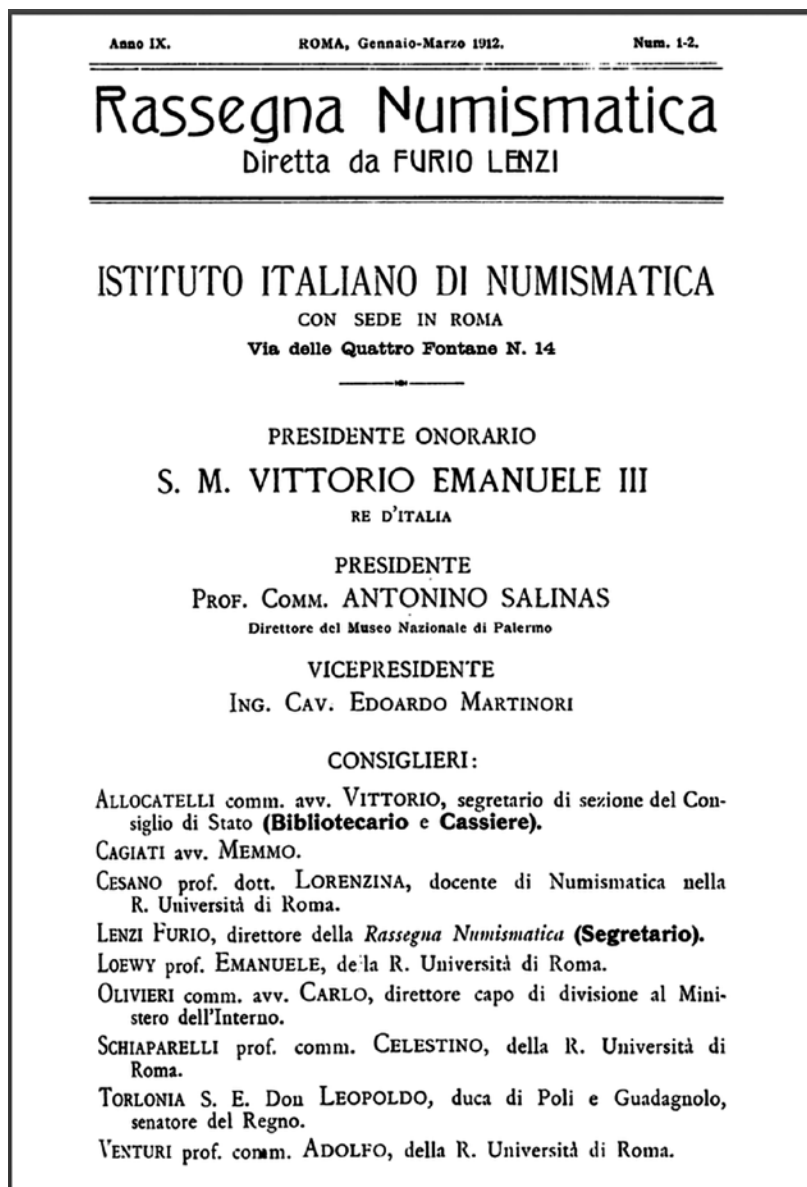 Anno IX. ROMA, Gennaio-Marzo 1912. Num. 1-2.
Rassegna Numismatica
Diretta da FURIO LENZI
ISTITUTO ITALIANO DI NUMISMATICA
CON SEDE IN ROMA
Via delle Quattro Fontane N. 14
PRESIDENTE ONORARIO
S. M. VITTORIO EMANUELE III
RE D'ITALIA
PRESIDENTE
PROF. COMM. ANTONINO SALINAS
Direttore del Museo Nazionale di Palermo
VICEPRESIDENTE
ING. CAV. EDOARDO MARTINORI
CONSIGLIERI:
ALLOCATELLI comm. avv. VITTORIO, segretario di sezione del Con-
siglio di Stato (Bibliotecario e Cassiere).
CAGIATI avv. MEMMO.
CESANO prof. dott. LORENZINA, docente di Numismatica nella
R. Università di Roma.
LENZI FURIO, direttore della Rassegna Numismatica (Segretario).
LOEWY prof. EMANUELE, della R. Università di Roma.
OLIVIERI comm. avv. CARLO, direttore capo di divisione al Mini-
stero dell'Interno.
SCHIAPARELLI prof. comm. CELESTINO, della R. Università di
Roma.
TORLONIA S. E. Don LEOPOLDO, duca di Poli e Guadagnolo,
senatore del Regno.
VENTURI prof. comm. ADOLFO, della R. Università di Roma.